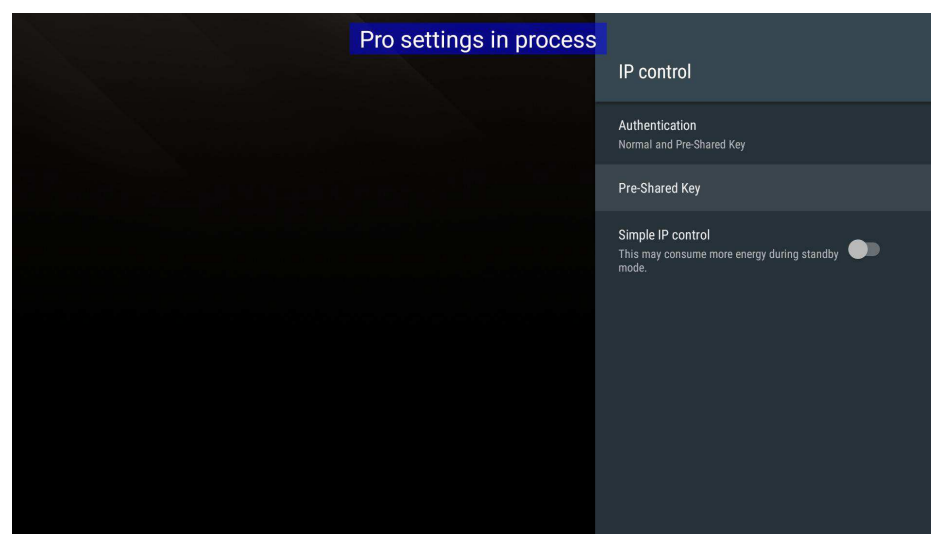 Pro settings in process
IP control
Authentication
Normal and Pre-Shared Key
Pre-Shared Key
Simple IP control
This may consume more energy during standby
mode.